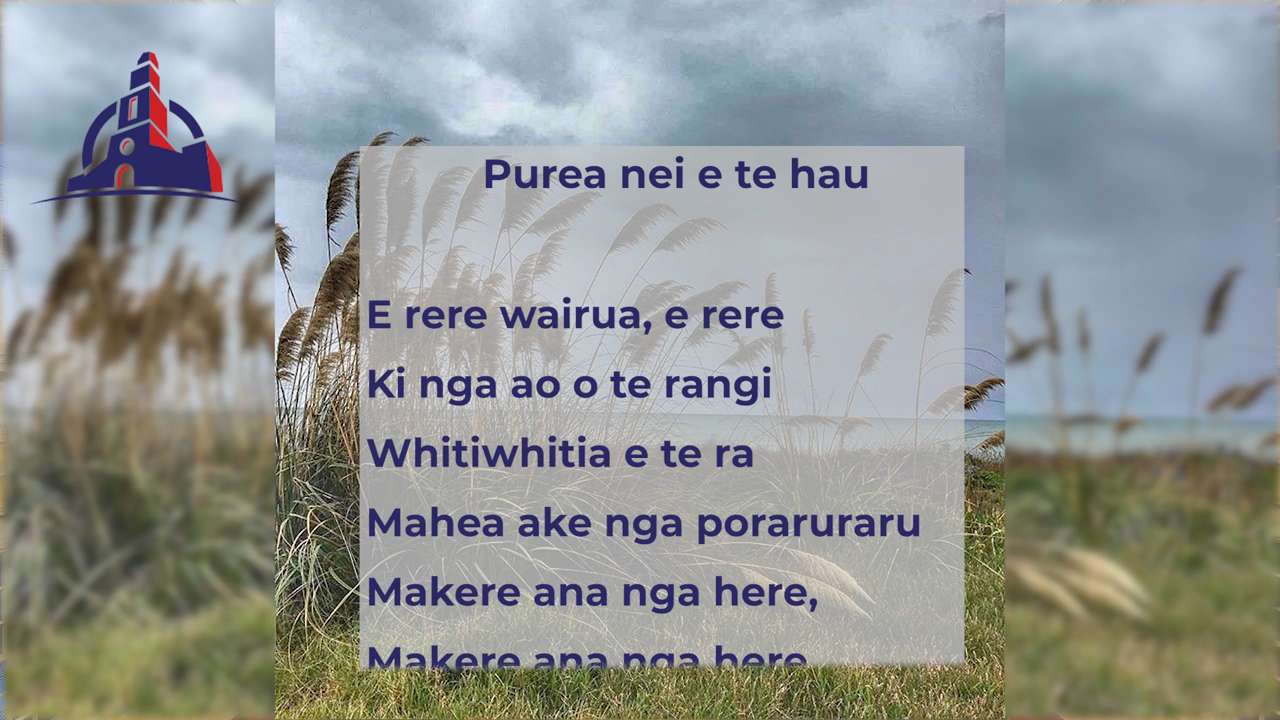 Purea nei e te hau
E rere wairua, e rere
Ki nga ao o te rangi
Whitiwhitia e te ra
Mahea ake nga poraruraru
Makere ana nga here,
Makere ana nga here